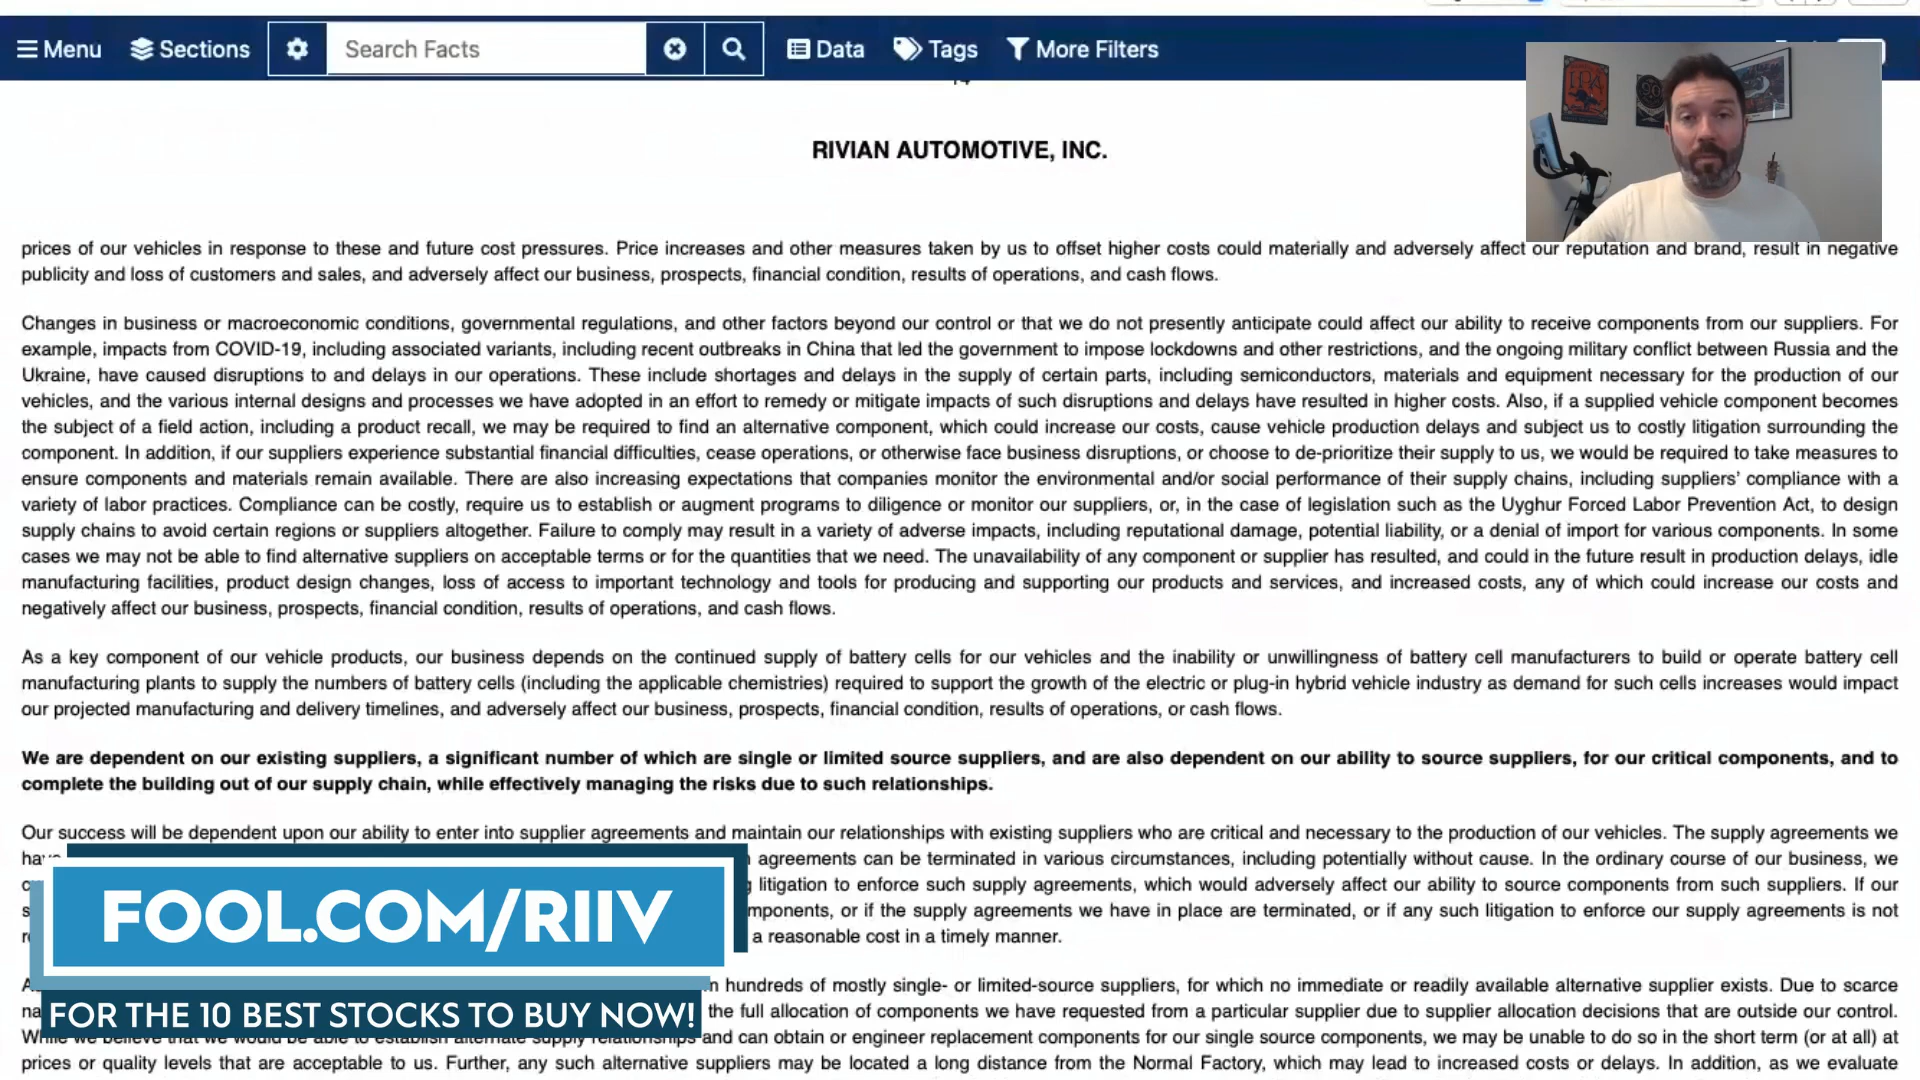 Menu Sections Search Facts Data Tags More Filters
14
RIVIAN AUTOMOTIVE, INC.
IPA
prices of our vehicles in response to these and future cost pressures. Price increases and other measures taken by us to offset higher costs could materially and adversely affect our reputation and brand, result in negative
publicity and loss of customers and sales, and adversely affect our business, prospects, financial condition, results of operations, and cash flows.
Changes in business or macroeconomic conditions, governmental regulations, and other factors beyond our control or that we do not presently anticipate could affect our ability to receive components from our suppliers. For
example, impacts from COVID-19, including associated variants, including recent outbreaks in China that led the government to impose lockdowns and other restrictions, and the ongoing military conflict between Russia and the
Ukraine, have caused disruptions to and delays in our operations. These include shortages and delays in the supply of certain parts, including semiconductors, materials and equipment necessary for the production of our
vehicles, and the various internal designs and processes we have adopted in an effort to remedy or mitigate impacts of such disruptions and delays have resulted in higher costs. Also, if a supplied vehicle component becomes
the subject of a field action, including a product recall, we may be required to find an alternative component, which could increase our costs, cause vehicle production delays and subject us to costly litigation surrounding the
component. In addition, if our suppliers experience substantial financial difficulties, cease operations, or otherwise face business disruptions, or choose to de-prioritize their supply to us, we would be required to take measures to
ensure components and materials remain available. There are also increasing expectations that companies monitor the environmental and/or social performance of their supply chains, including suppliers’ compliance with a
variety of labor practices. Compliance can be costly, require us to establish or augment programs to diligence or monitor our suppliers, or, in the case of legislation such as the Uyghur Forced Labor Prevention Act, to design
supply chains to avoid certain regions or suppliers altogether. Failure to comply may result in a variety of adverse impacts, including reputational damage, potential liability, or a denial of import for various components. In some
cases we may not be able to find alternative suppliers on acceptable terms or for the quantities that we need. The unavailability of any component or supplier has resulted, and could in the future result in production delays, idle
manufacturing facilities, product design changes, loss of access to important technology and tools for producing and supporting our products and services, and increased costs, any of which could increase our costs and
negatively affect our business, prospects, financial condition, results of operations, and cash flows.
As a key component of our vehicle products, our business depends on the continued supply of battery cells for our vehicles and the inability or unwillingness of battery cell manufacturers to build or operate battery cell
manufacturing plants to supply the numbers of battery cells (including the applicable chemistries) required to support the growth of the electric or plug-in hybrid vehicle industry as demand for such cells increases would impact
our projected manufacturing and delivery timelines, and adversely affect our business, prospects, financial condition, results of operations, or cash flows.
We are dependent on our existing suppliers, a significant number of which are single or limited source suppliers, and are also dependent on our ability to source suppliers, for our critical components, and to
complete the building out of our supply chain, while effectively managing the risks due to such relationships.
Our success will be dependent upon our ability to enter into supplier agreements and maintain our relationships with existing suppliers who are critical and necessary to the production of our vehicles. The supply agreements we
agreements can be terminated in various circumstances, including potentially without cause. In the ordinary course of our business, we
litigation to enforce such supply agreements, which would adversely affect our ability to source components from such suppliers. If our
or if the supply agreements we have in place are terminated, or if any such litigation to enforce our supply agreements is not
a reasonable cost in a timely manner.
hundreds of mostly single- or limited-source suppliers, for which no immediate or readily available alternative supplier exists. Due to scarce
the full allocation of components we have requested from a particular supplier due to supplier allocation decisions that are outside our control.
While we believe that we would be able to establish alternate supply relationships and can obtain or engineer replacement components for our single source components, we may be unable to do so in the short term (or at all) at
prices or quality levels that are acceptable to us. Further, any such alternative suppliers may be located a long distance from the Normal Factory, which may lead to increased costs or delays. In addition, as we evaluate
FOOL.COM/RIIV
FOR THE 10 BEST STOCKS TO BUY NOW!